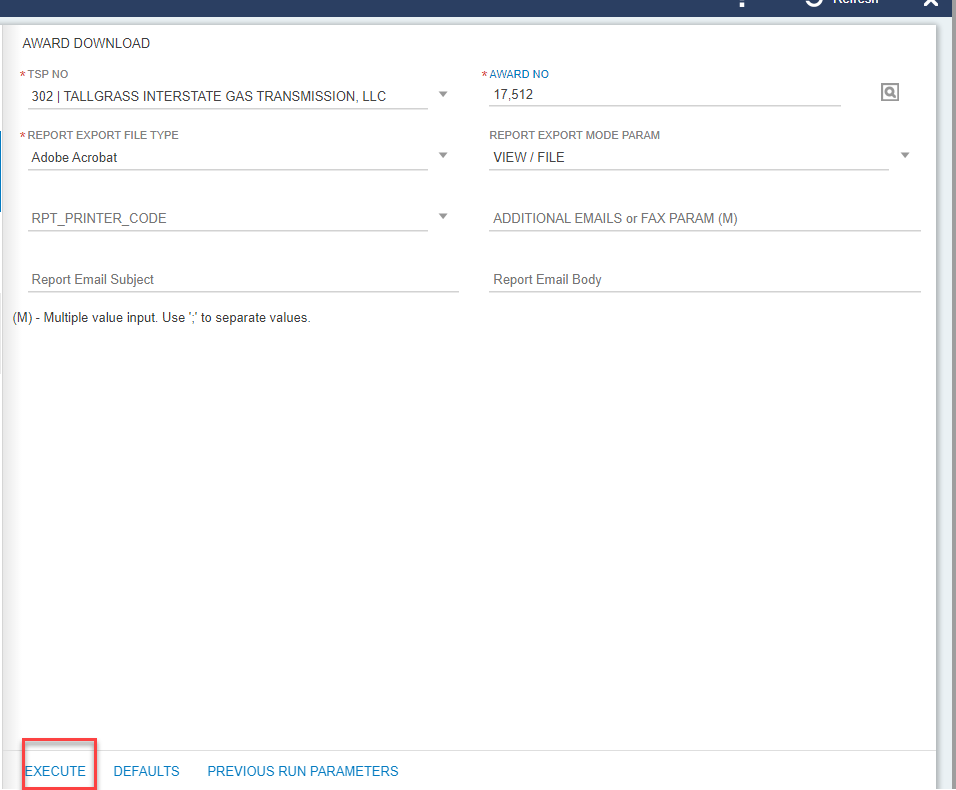 Refresh
AWARD DOWNLOAD
* TSP NO
302 | TALLGRASS INTERSTATE GAS TRANSMISSION, LLC
* AWARD NO
17,512
* REPORT EXPORT FILE TYPE
Adobe Acrobat
REPORT EXPORT MODE PARAM
VIEW / FILE
RPT_PRINTER_CODE
ADDITIONAL EMAILS or FAX PARAM (M)
Report Email Subject
Report Email Body
(M) - Multiple value input. Use ';' to separate values.
EXECUTE DEFAULTS PREVIOUS RUN PARAMETERS